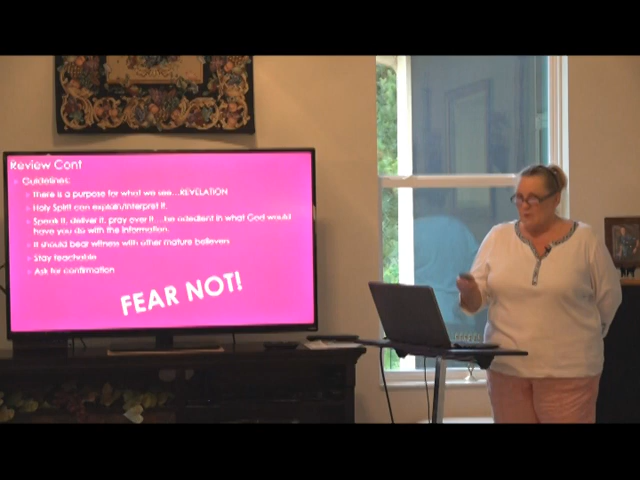 Review Cont
Guidelines:
There is a purpose for what we see...REVELATION
Holy Spirit can explain/interpret it.
Speak it, deliver it, pray over it...be obedient in what God would
have you do with the information.
It should bear witness with other mature believers
Stay teachable
Ask for confirmation
FEAR NOT!